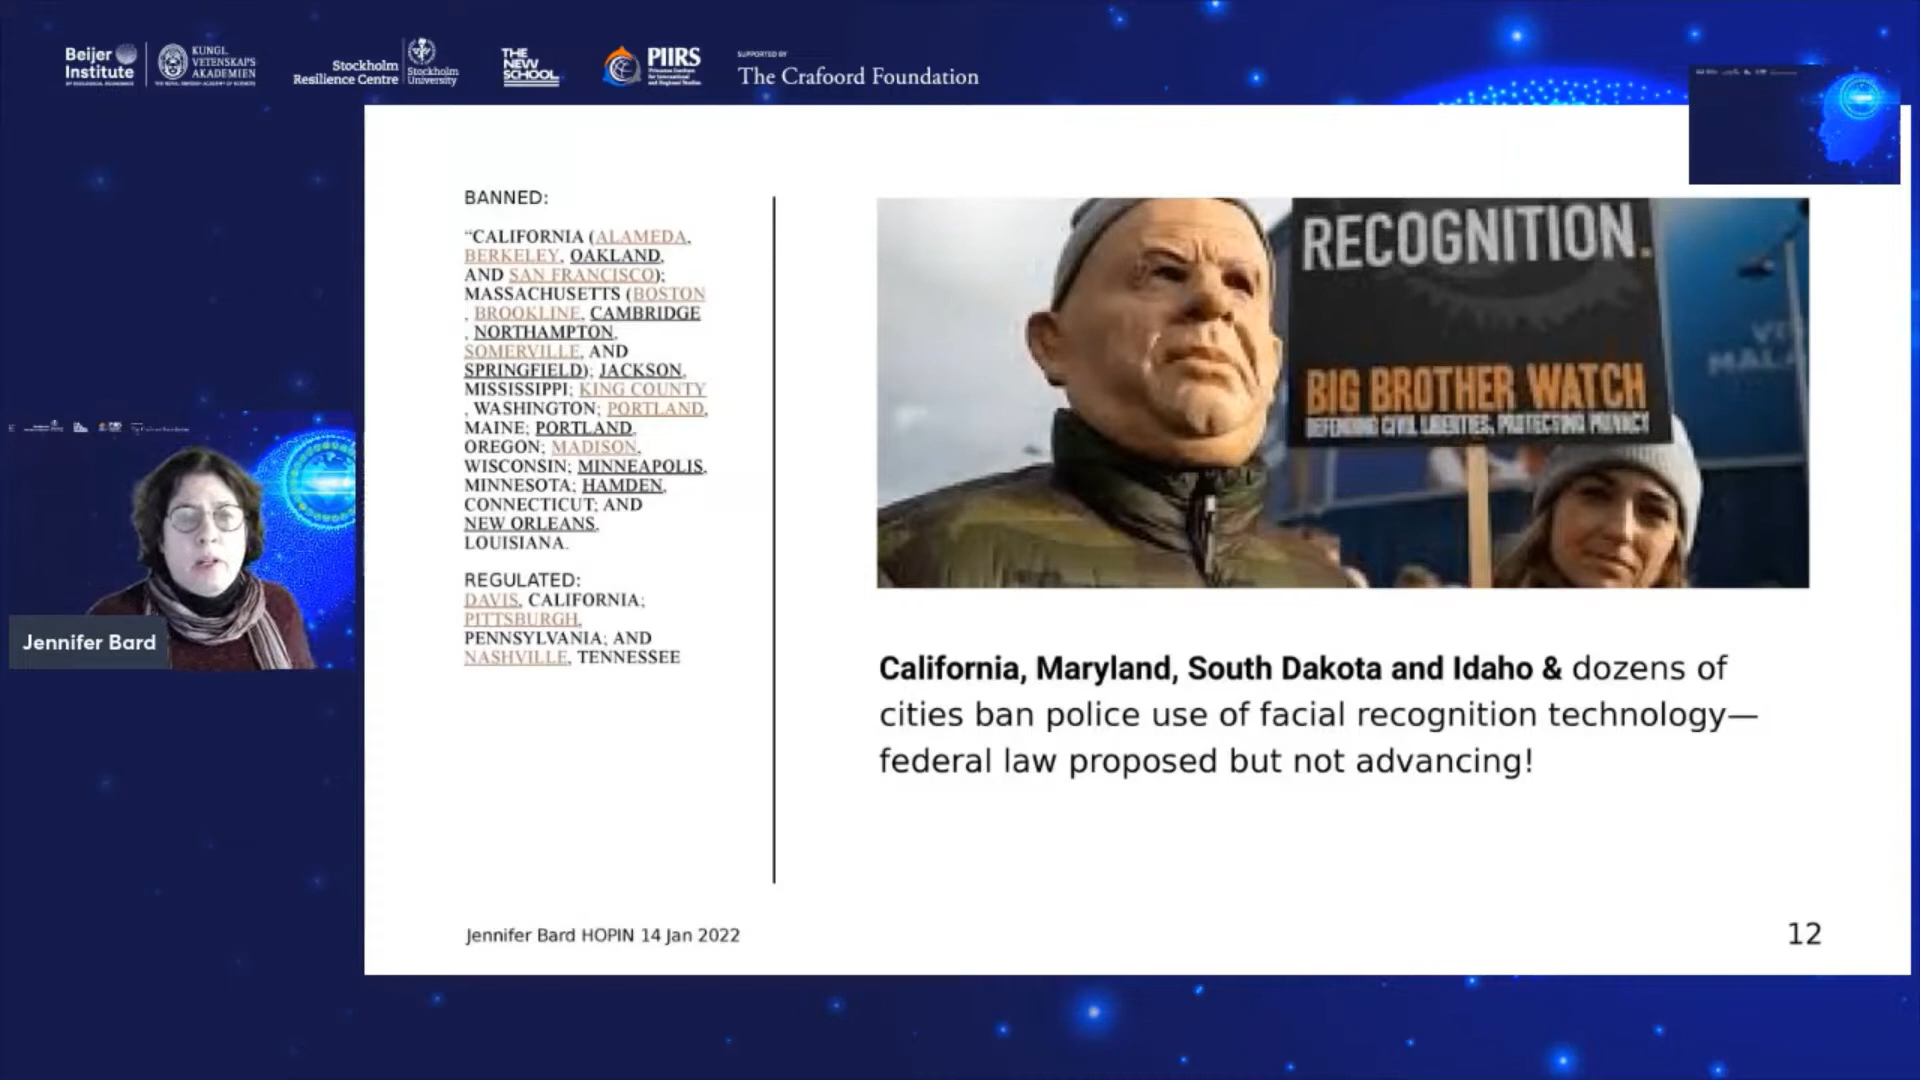 Beijer
Institute
KUNGL.
VETENSKAPS
AKADEMIEN
Stockholm
Resilience Centre
Stockholm
University
THE
NEW
SCHOOL
PIIRS
SUPPORTED BY
The Crafoord Foundation
BANNED:
“CALIFORNIA (ALAMEDA,
BERKELEY, OAKLAND,
AND SAN FRANCISCO);
MASSACHUSETTS (BOSTON
, BROOKLINE, CAMBRIDGE
, NORTHAMPTON,
SOMERVILLE, AND
SPRINGFIELD); JACKSON,
MISSISSIPPI; KING COUNTY
, WASHINGTON; PORTLAND,
MAINE; PORTLAND,
OREGON; MADISON,
WISCONSIN; MINNEAPOLIS,
MINNESOTA; HAMDEN,
CONNECTICUT; AND
NEW ORLEANS,
LOUISIANA.
REGULATED:
DAVIS, CALIFORNIA;
PITTSBURGH,
PENNSYLVANIA; AND
NASHVILLE, TENNESSEE
RECOGNITION.
BIG BROTHER WATCH
DEFENDING CIVIL LIBERTIES, PROTECTING PRIVACY
California, Maryland, South Dakota and Idaho & dozens of
cities ban police use of facial recognition technology—
federal law proposed but not advancing!
Jennifer Bard
Jennifer Bard HOPIN 14 Jan 2022
12